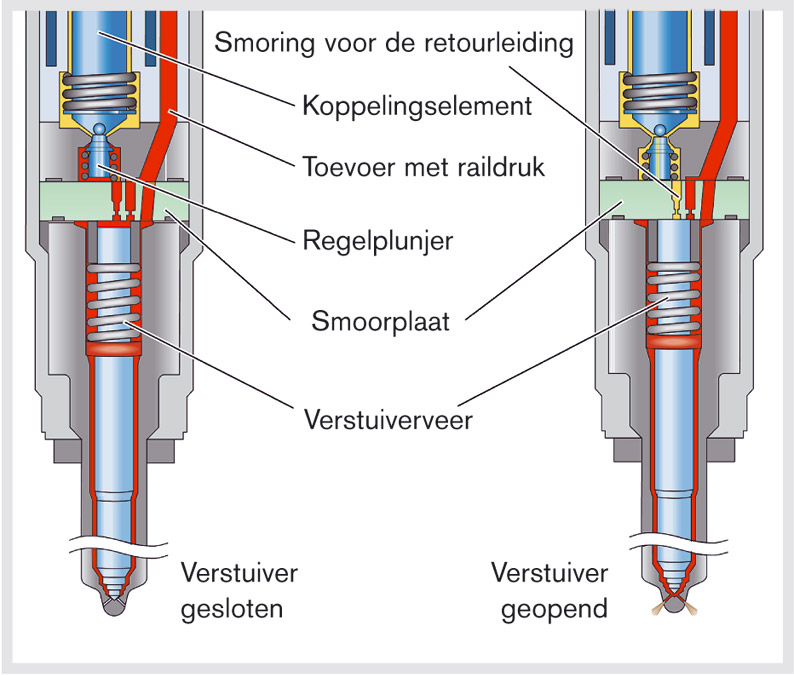 Smoring voor de retourleiding
Koppelingselement
Toevoer met raildruk
Regelplunjer
Smoorplaat
Verstuiverveer
Verstuiver
gesloten
Verstuiver
geopend